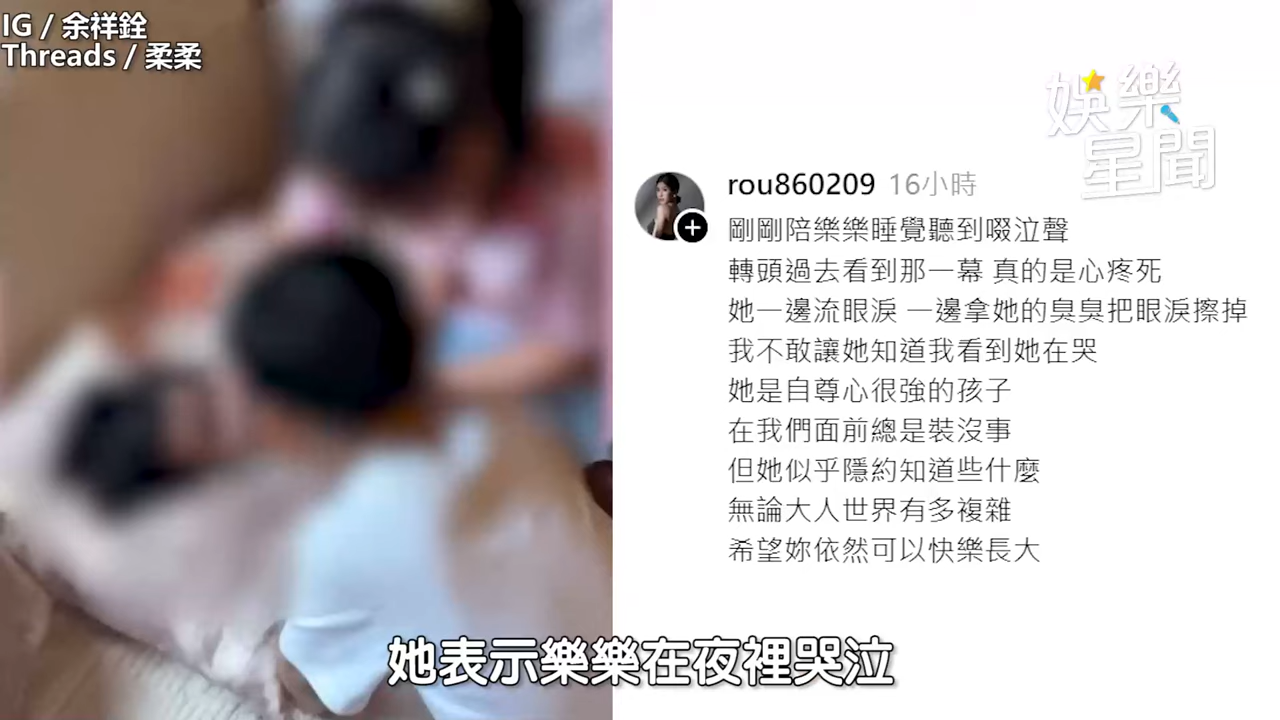 IG / 余祥銓
Threads / 柔柔
娛樂
星聞
rou860209 16小時
剛剛陪樂樂睡覺聽到啜泣聲
轉頭過去看到那一幕 真的是心疼死
她一邊流眼淚 一邊拿她的臭臭把眼淚擦掉
我不敢讓她知道我看到她在哭
她是自尊心很強的孩子
在我們面前總是裝沒事
但她似乎隱約知道些什麼
無論大人世界有多複雜
希望妳依然可以快樂長大
她表示樂樂在夜裡哭泣